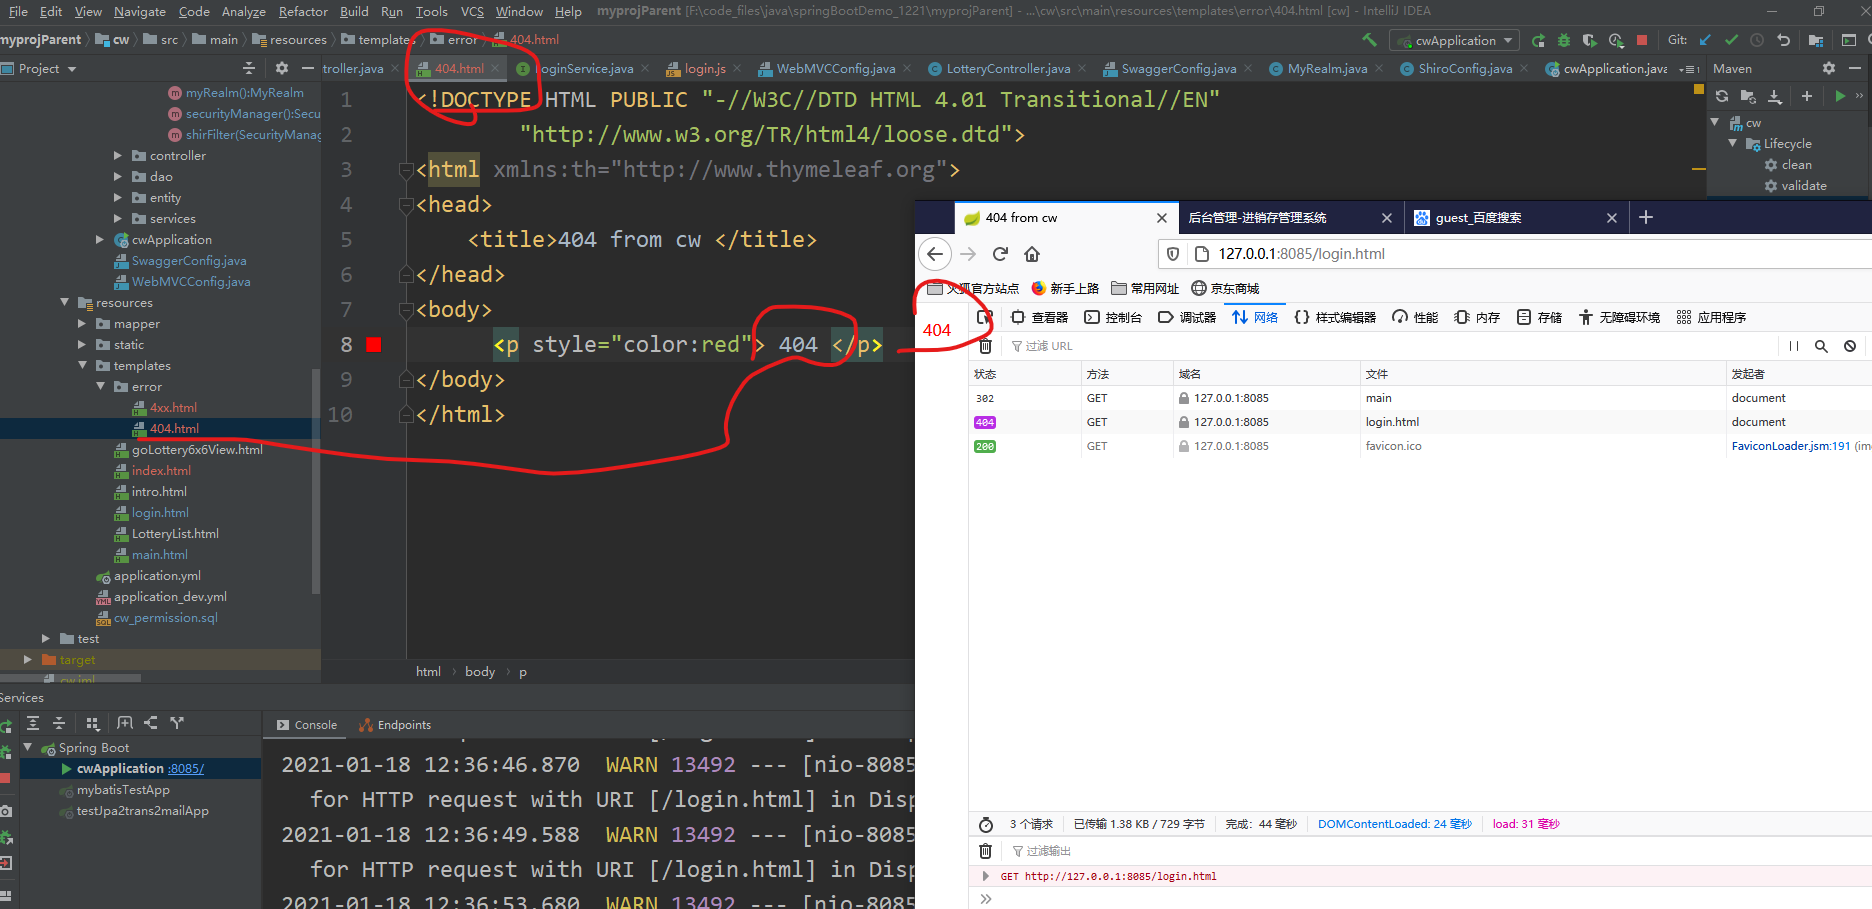 File Edit View Navigate Code Analyze Refactor Build Run Tools VCS Window Help myprojParent [F:\code_files\java\springBootDemo_1221\myprojParent] - ...\cw\src\main\resources\templates\error\404.html [cw] - IntelliJ IDEA
myprojParent cw src main resources templates error 404.html
cwApplication Git:
Project
troller.java 404.html LoginService.java login.js WebMVCConfig.java LotteryController.java SwaggerConfig.java MyRealm.java ShiroConfig.java cwApplication.java Maven
myRealm():MyRealm
securityManager():Secu
shirFilter(SecurityManag
controller
dao
entity
services
cwApplication
SwaggerConfig.java
WebMVCConfig.java
resources
mapper
static
templates
error
4xx.html
404.html
goLottery6x6View.html
index.html
intro.html
login.html
LotteryList.html
main.html
application.yml
application_dev.yml
cw_permission.sql
test
target
cw.iml
1 <!DOCTYPE HTML PUBLIC "-//W3C//DTD HTML 4.01 Transitional//EN"
2 "http://www.w3.org/TR/html4/loose.dtd">
3 <html xmlns:th="http://www.thymeleaf.org">
4 <head>
5 <title>404 from cw </title>
6 </head>
7 <body>
8 <p style="color:red"> 404 </p>
9 </body>
10 </html>
html body p
cw
Lifecycle
clean
validate
404 from cw 后台管理-进销存管理系统 guest_百度搜索
127.0.0.1:8085/login.html
火狐官方站点 新手上路 常用网址 京东商城
404
查看器 控制台 调试器 网络 样式编辑器 性能 内存 存储 无障碍环境 应用程序
过滤 URL
状态 方法 域名 文件 发起者
302 GET 127.0.0.1:8085 main document
404 GET 127.0.0.1:8085 login.html document
200 GET 127.0.0.1:8085 favicon.ico FaviconLoader.jsm:191 (im
3 个请求 已传输 1.38 KB / 729 字节 完成: 44 毫秒 DOMContentLoaded: 24 毫秒 load: 31 毫秒
过滤输出
GET http://127.0.0.1:8085/login.html
Services
Spring Boot
cwApplication :8085/
mybatisTestApp
testJpa2trans2mailApp
Console Endpoints
2021-01-18 12:36:46.870 WARN 13492 --- [nio-8085
for HTTP request with URI [/login.html] in Disp
2021-01-18 12:36:49.588 WARN 13492 --- [nio-8085
for HTTP request with URI [/login.html] in Disp
2021-01-18 12:36:53.680 WARN 13492 --- [nio-8085